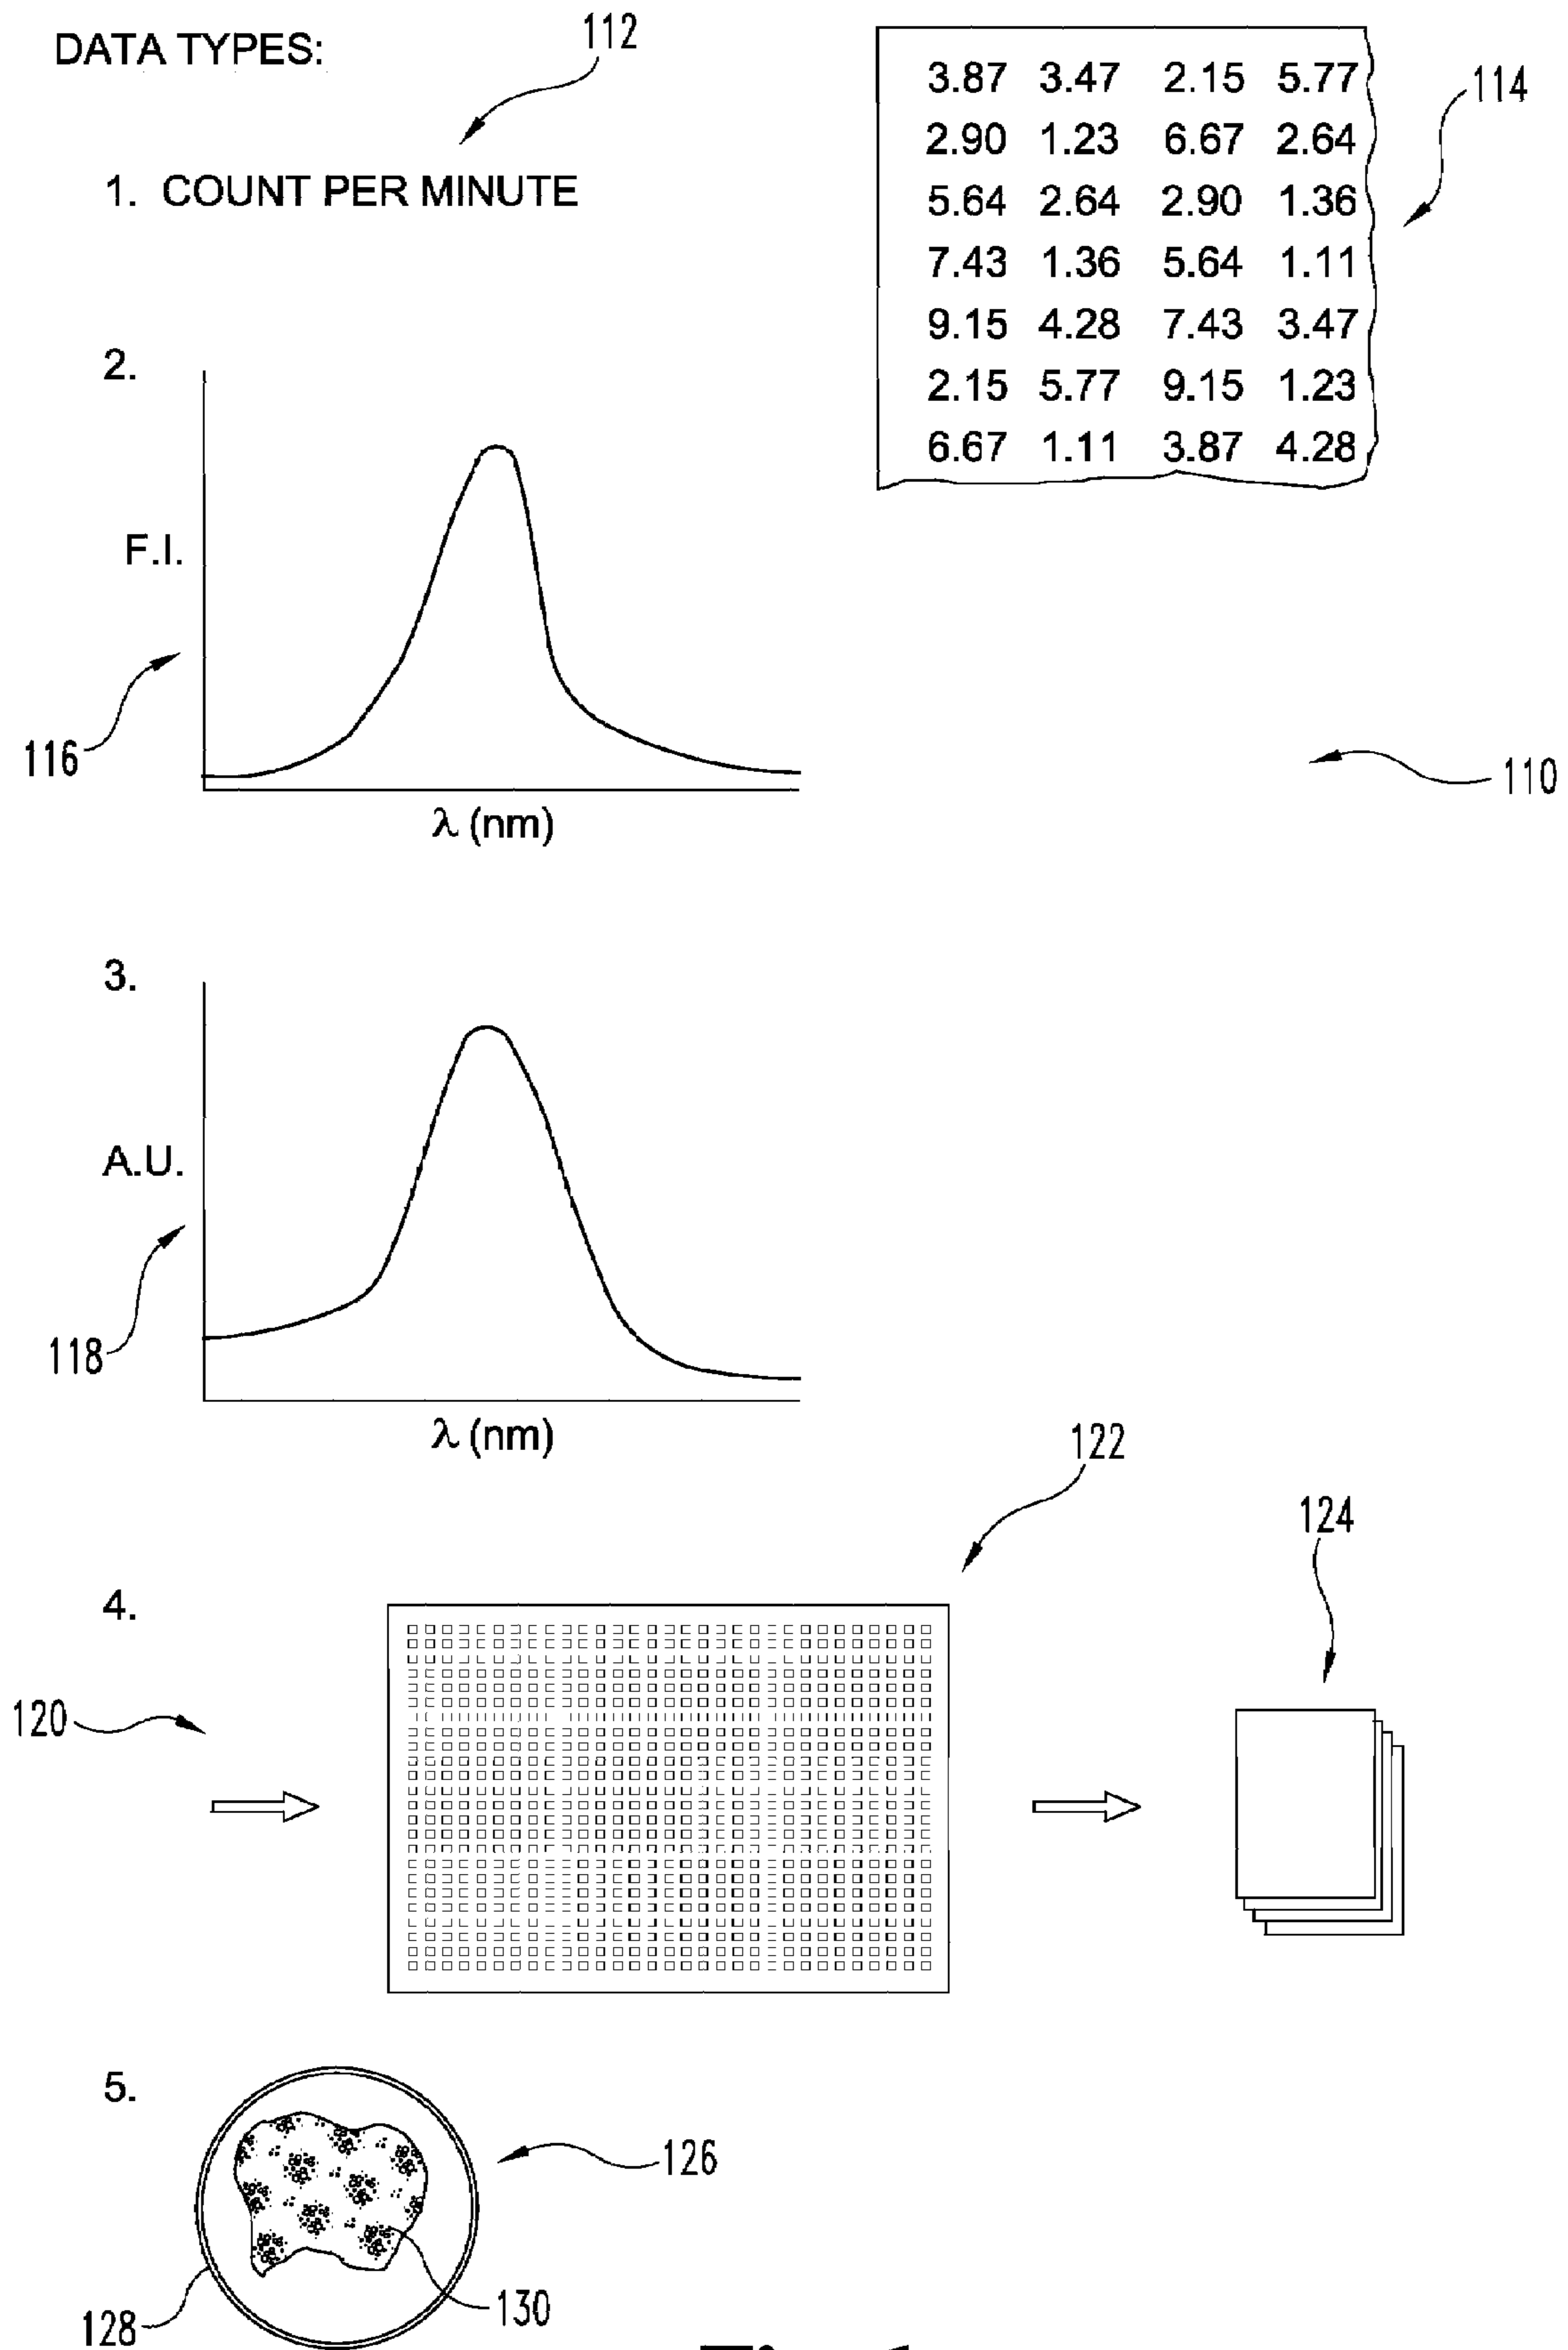 DATA TYPES:
112
1. COUNT PER MINUTE
3.87 3.47 2.15 5.77
2.90 1.23 6.67 2.64
5.64 2.64 2.90 1.36
7.43 1.36 5.64 1.11
9.15 4.28 7.43 3.47
2.15 5.77 9.15 1.23
6.67 1.11 3.87 4.28
114
2.
F.I.
116
λ (nm)
110
3.
A.U.
118
λ (nm)
122
124
4.
120
5.
126
128
130